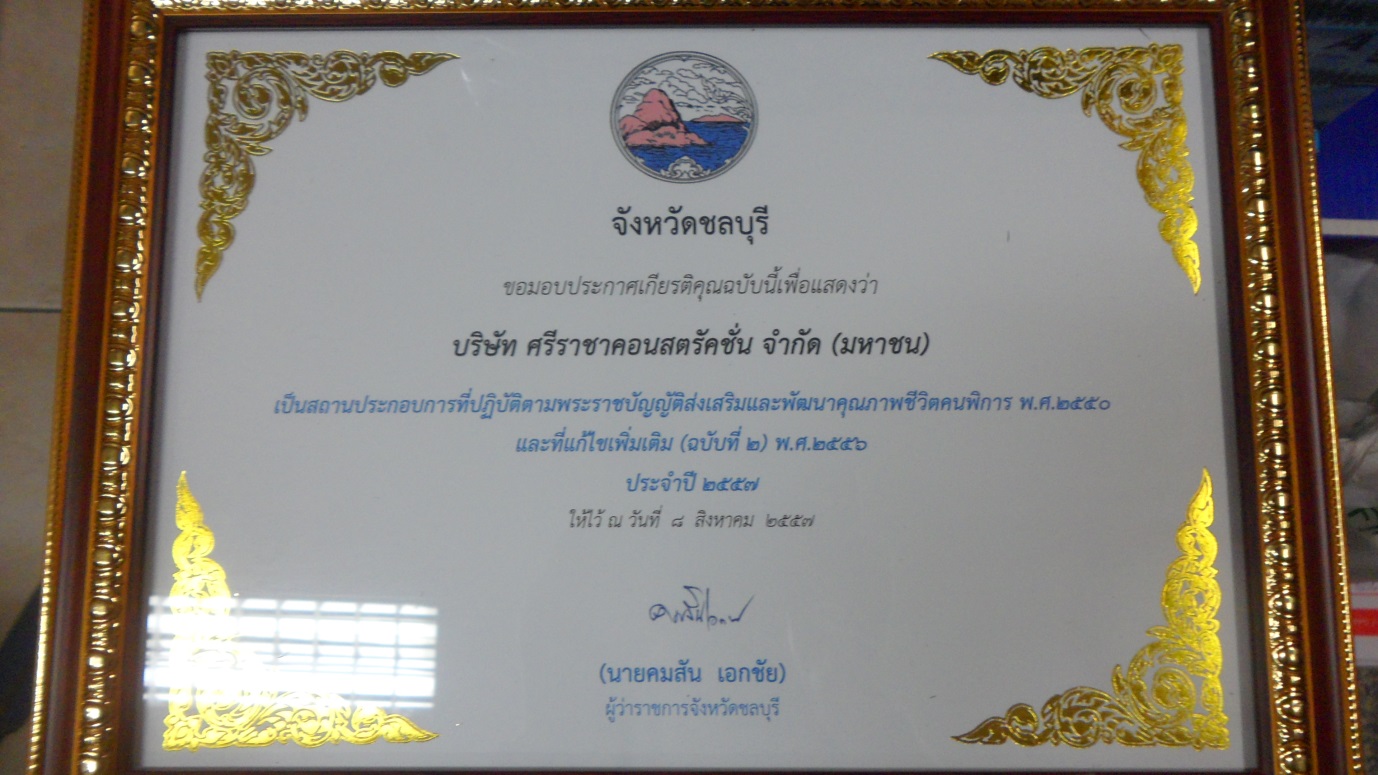 จังหวัดชลบุรี
ขอมอบประกาศเกียรติคุณฉบับนี้เพื่อแสดงว่า
บริษัท ศรีราชาคอนสตรัคชั่น จำกัด (มหาชน)
เป็นสถานประกอบการที่ปฏิบัติตามพระราชบัญญัติส่งเสริมและพัฒนาคุณภาพชีวิตคนพิการ พ.ศ.๒๕๕๐
และที่แก้ไขเพิ่มเติม (ฉบับที่ ๒) พ.ศ.๒๕๕๖
ประจำปี ๒๕๕๗
ให้ไว้ ณ วันที่ ๘ สิงหาคม ๒๕๕๗
(นายคมสัน เอกชัย)
ผู้ว่าราชการจังหวัดชลบุรี